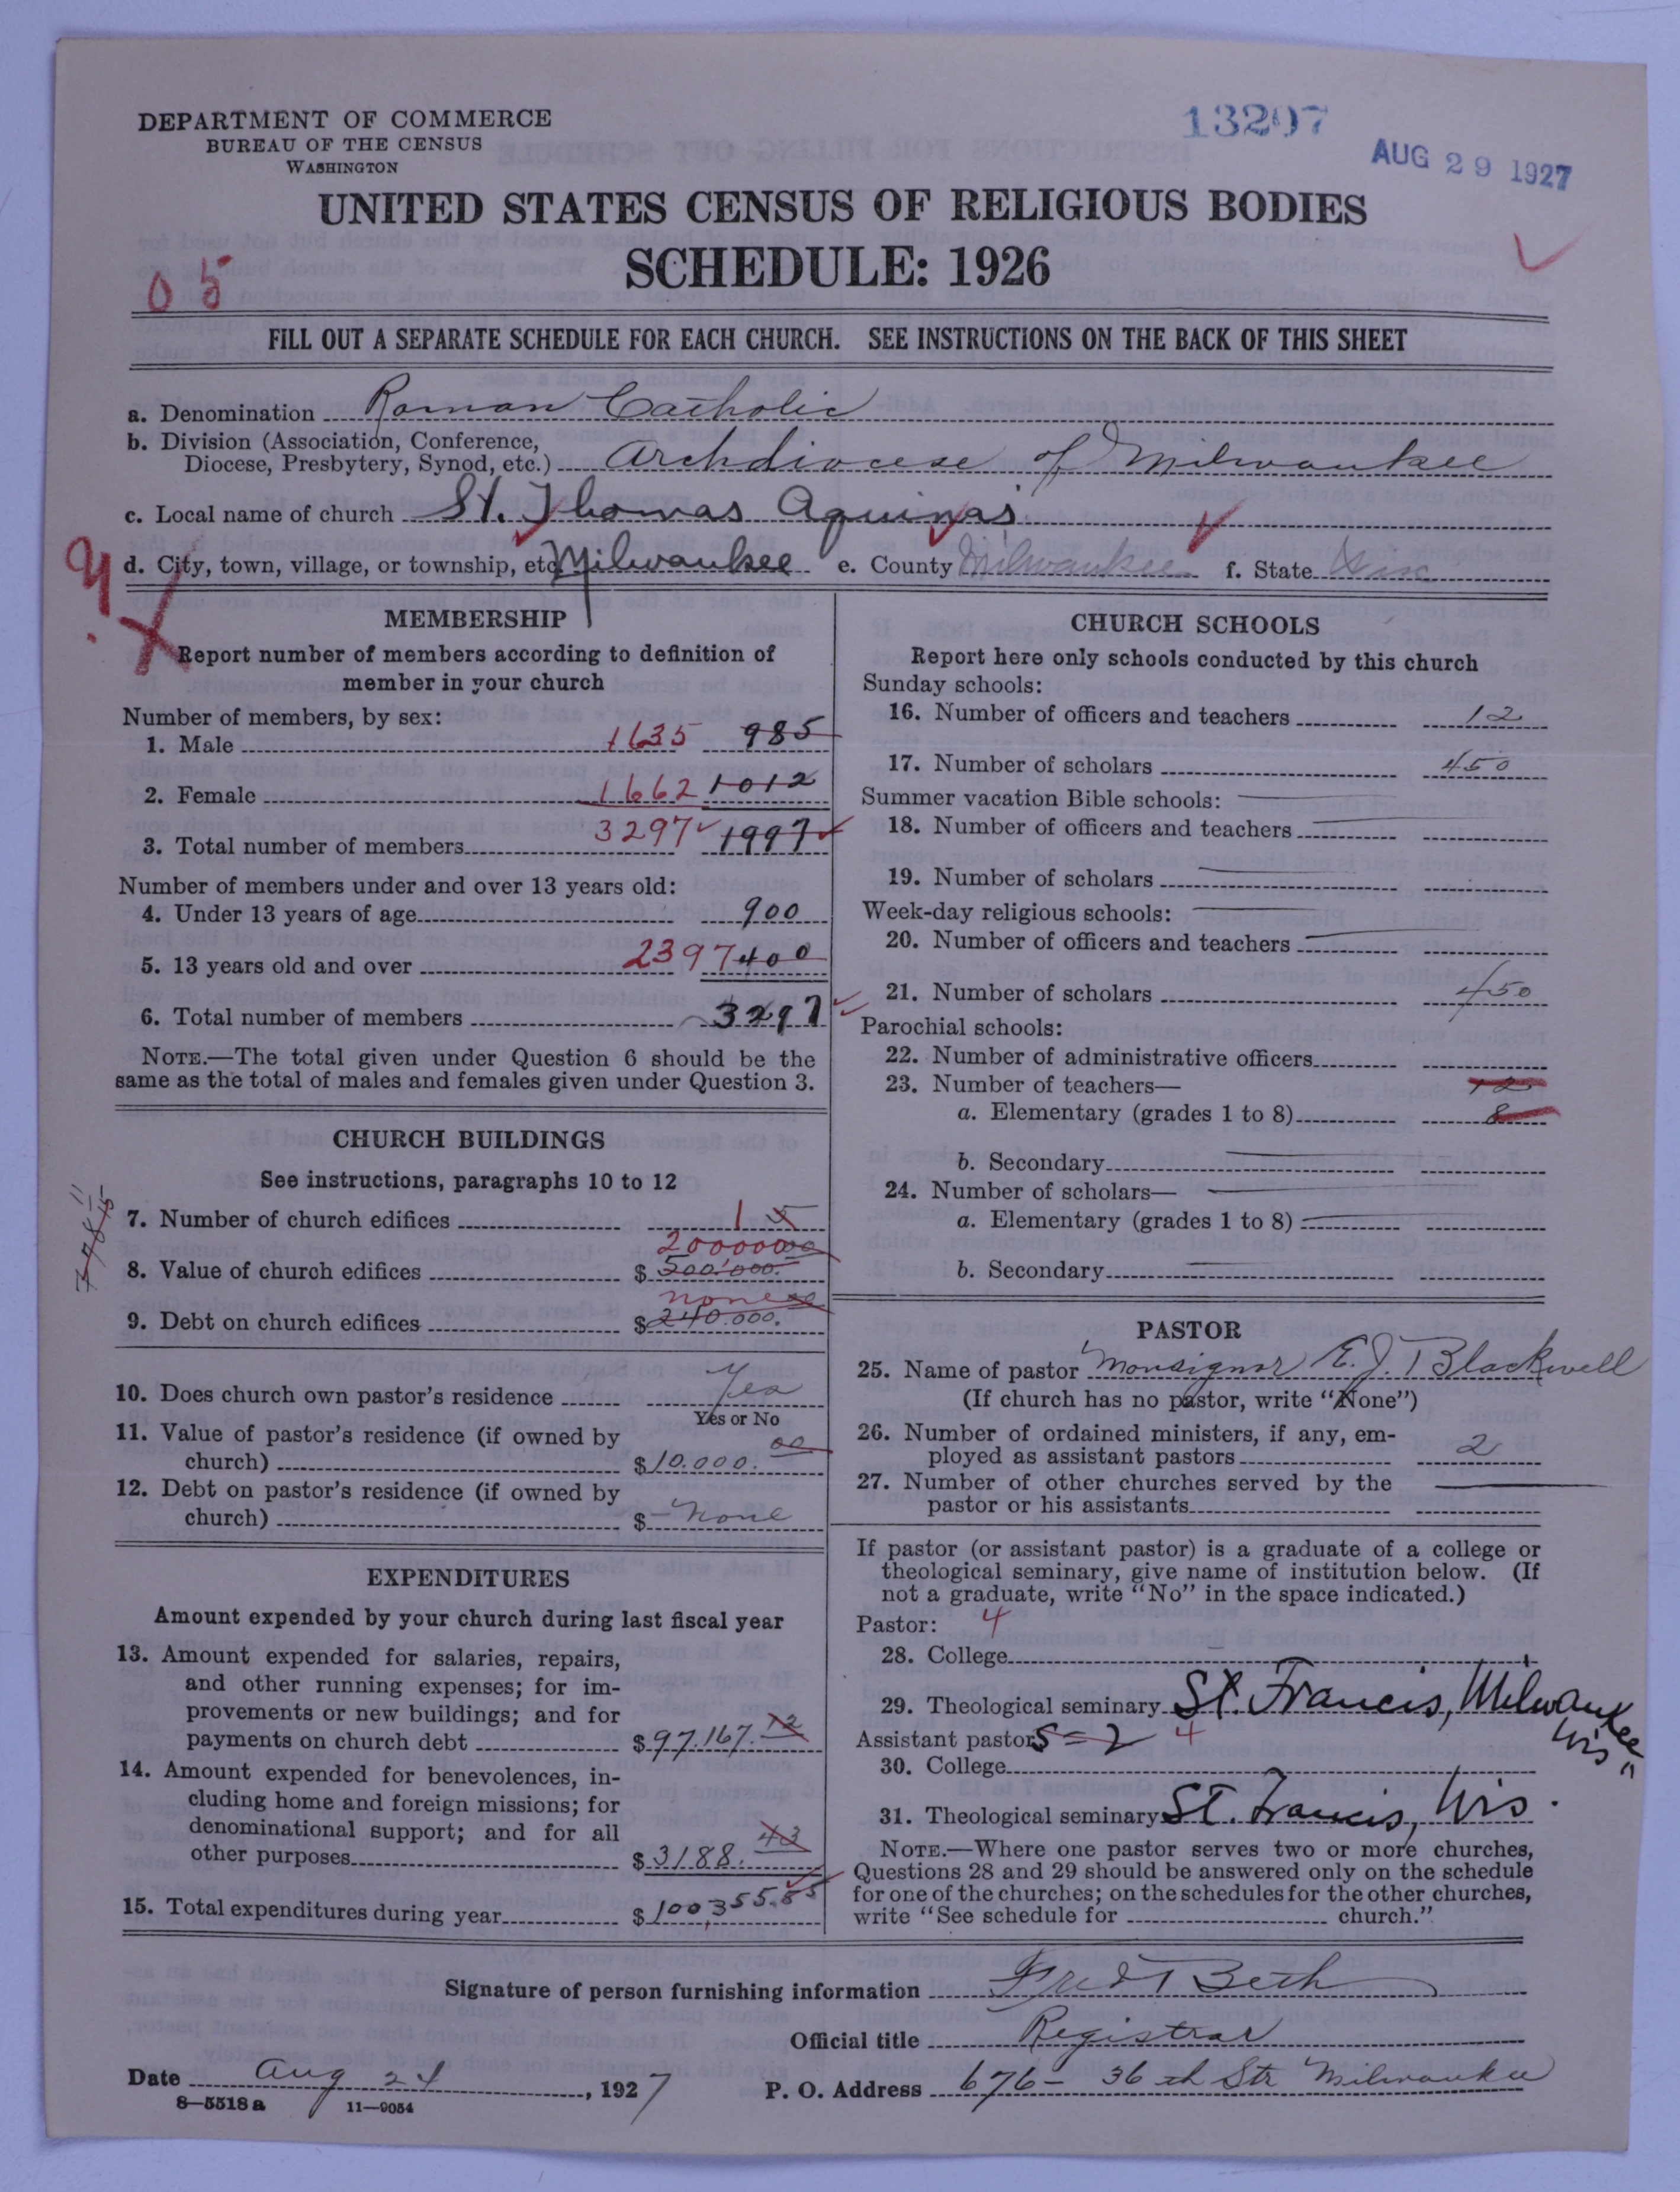 DEPARTMENT OF COMMERCE
BUREAU OF THE CENSUS
WASHINGTON
13297
AUG 29 1927
UNITED STATES CENSUS OF RELIGIOUS BODIES
SCHEDULE: 1926
05
FILL OUT A SEPARATE SCHEDULE FOR EACH CHURCH. SEE INSTRUCTIONS ON THE BACK OF THIS SHEET
a. Denomination Roman Catholic
b. Division (Association, Conference,
Diocese, Presbytery, Synod, etc.) Archdiocese of Milwaukee
c. Local name of church St. Thomas Aquinas
d. City, town, village, or township, etc. Milwaukee e. County Milwaukee f. State Wisc
MEMBERSHIP
Report number of members according to definition of
member in your church
Number of members, by sex:
1. Male 1635 985
2. Female 1662 1012
3. Total number of members 3297 1997
Number of members under and over 13 years old:
4. Under 13 years of age 900
5. 13 years old and over 2397 400
6. Total number of members 3297
NOTE.—The total given under Question 6 should be the
same as the total of males and females given under Question 3.
CHURCH BUILDINGS
See instructions, paragraphs 10 to 12
7. Number of church edifices 1 5
200000 00
8. Value of church edifices $ 500.000.
none
9. Debt on church edifices $ 240.000.
10. Does church own pastor's residence Yes
Yes or No
11. Value of pastor's residence (if owned by
church) $ 10.000. 00
12. Debt on pastor's residence (if owned by
church) $ none
EXPENDITURES
Amount expended by your church during last fiscal year
13. Amount expended for salaries, repairs,
and other running expenses; for im-
provements or new buildings; and for
payments on church debt $ 97.167. 12
14. Amount expended for benevolences, in-
cluding home and foreign missions; for
denominational support; and for all
other purposes $ 3188. 43
15. Total expenditures during year $ 100,355.55
CHURCH SCHOOLS
Report here only schools conducted by this church
Sunday schools:
16. Number of officers and teachers 12
17. Number of scholars 450
Summer vacation Bible schools:
18. Number of officers and teachers
19. Number of scholars
Week-day religious schools:
20. Number of officers and teachers
21. Number of scholars 450
Parochial schools:
22. Number of administrative officers
23. Number of teachers— 12
a. Elementary (grades 1 to 8) 8
b. Secondary
24. Number of scholars—
a. Elementary (grades 1 to 8)
b. Secondary
PASTOR
25. Name of pastor Monsignor E. J. Blackwell
(If church has no pastor, write "None")
26. Number of ordained ministers, if any, em-
ployed as assistant pastors 2
27. Number of other churches served by the
pastor or his assistants
If pastor (or assistant pastor) is a graduate of a college or
theological seminary, give name of institution below. (If
not a graduate, write "No" in the space indicated.)
Pastor: 4
28. College
29. Theological seminary St. Francis, Milwaukee Wis
Assistant pastors = 2 4
30. College
31. Theological seminary St. Francis, Wis.
NOTE.—Where one pastor serves two or more churches,
Questions 28 and 29 should be answered only on the schedule
for one of the churches; on the schedules for the other churches,
write "See schedule for church."
Signature of person furnishing information Fred T Beth
Official title Registrar
Date Aug 24, 1927 P. O. Address 676 - 36th Str Milwaukee
8—5518a 11—9054